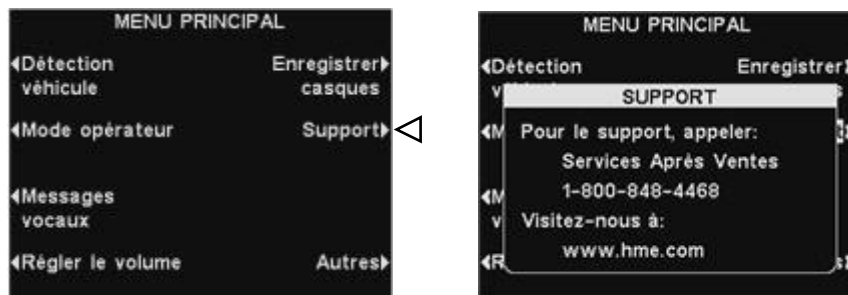 MENU PRINCIPAL
Détection Enregistrer
véhicule casques
Mode opérateur Support
Messages
vocaux
Règler le volume Autres
MENU PRINCIPAL
Détection Enregistrer
SUPPORT
Pour le support, appeler:
Services Après Ventes
1-800-848-4468
Visitez-nous à:
www.hme.com